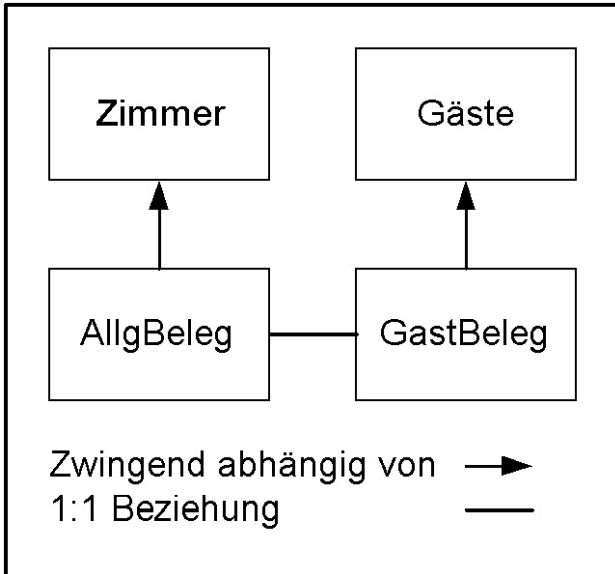 Zimmer
Gäste
AllgBeleg
GastBeleg
Zwingend abhängig von
1:1 Beziehung